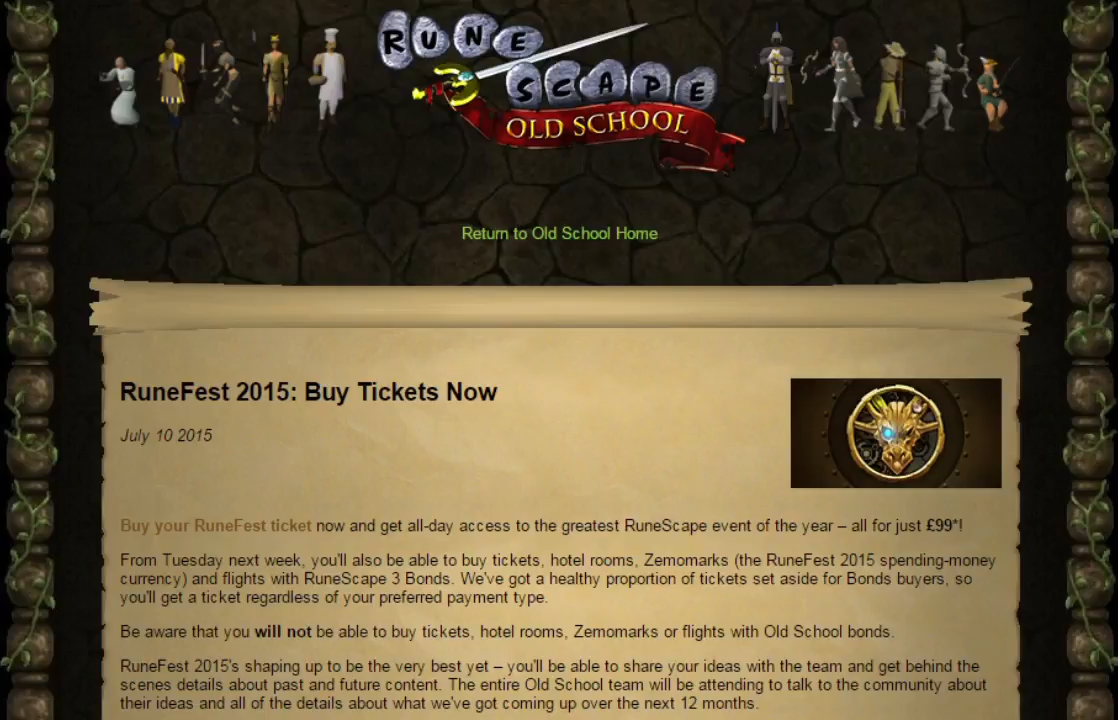 RUNE
SCAPE
OLD SCHOOL
Return to Old School Home
RuneFest 2015: Buy Tickets Now
July 10 2015
Buy your RuneFest ticket now and get all-day access to the greatest RuneScape event of the year – all for just £99*!
From Tuesday next week, you'll also be able to buy tickets, hotel rooms, Zemomarks (the RuneFest 2015 spending-money
currency) and flights with RuneScape 3 Bonds. We've got a healthy proportion of tickets set aside for Bonds buyers, so
you'll get a ticket regardless of your preferred payment type.
Be aware that you will not be able to buy tickets, hotel rooms, Zemomarks or flights with Old School bonds.
RuneFest 2015's shaping up to be the very best yet – you'll be able to share your ideas with the team and get behind the
scenes details about past and future content. The entire Old School team will be attending to talk to the community about
their ideas and all of the details about what we've got coming up over the next 12 months.